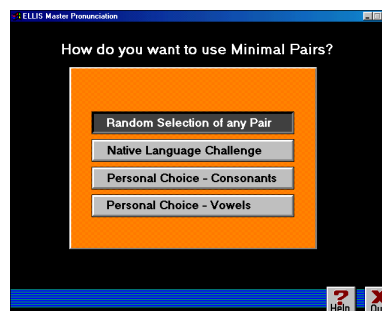 ELLIS Master Pronunciation
How do you want to use Minimal Pairs?
Random Selection of any Pair
Native Language Challenge
Personal Choice - Consonants
Personal Choice - Vowels
Help